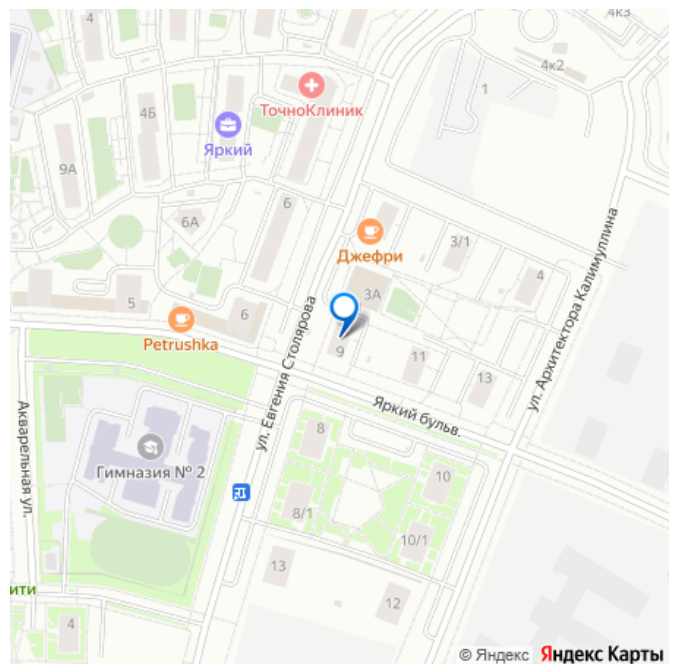 4
4к3
4к2
1
ТочноКлиник
4Б
Яркий
9А
6
6А
Джефри
3/1
4
3А
ул. Архитектора Калимуллина
5
6
Petrushka
ул. Евгения Столярова
9
11
13
Яркий бульв.
Акварельная ул.
Гимназия № 2
8
10
8/1
10/1
13
12
ити
4
© Яндекс
Яндекс Карты